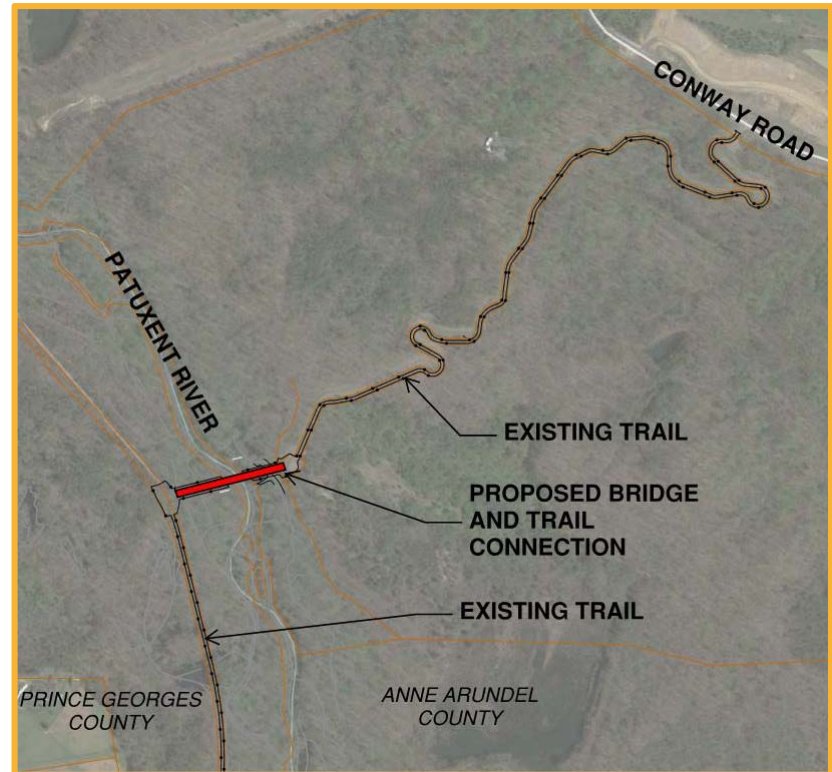 CONWAY ROAD
PATUXENT RIVER
EXISTING TRAIL
PROPOSED BRIDGE
AND TRAIL
CONNECTION
EXISTING TRAIL
PRINCE GEORGES
COUNTY
ANNE ARUNDEL
COUNTY